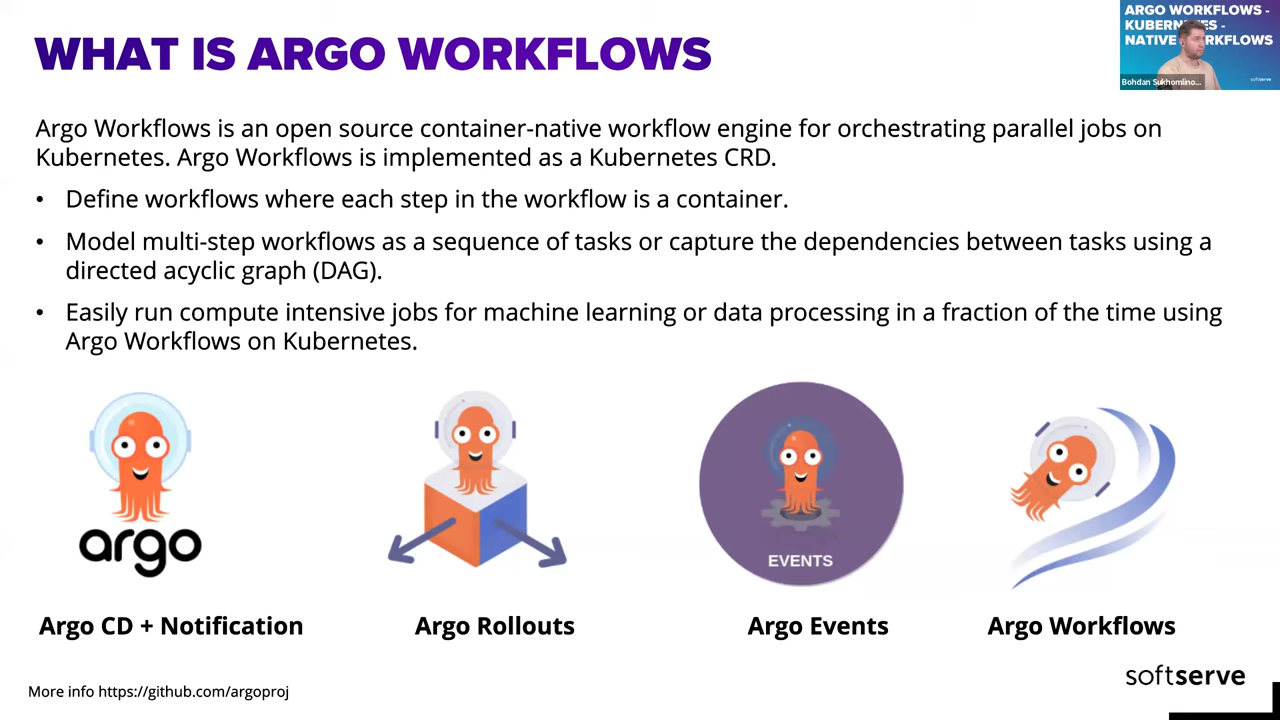 WHAT IS ARGO WORKFLOWS
ARGO WORKFLOWS -
KUBERNETES -
NATIVE WORKFLOWS
Bohdan Sukhomlino...
softserve
Argo Workflows is an open source container-native workflow engine for orchestrating parallel jobs on
Kubernetes. Argo Workflows is implemented as a Kubernetes CRD.
• Define workflows where each step in the workflow is a container.
• Model multi-step workflows as a sequence of tasks or capture the dependencies between tasks using a
directed acyclic graph (DAG).
• Easily run compute intensive jobs for machine learning or data processing in a fraction of the time using
Argo Workflows on Kubernetes.
argo
EVENTS
Argo CD + Notification
Argo Rollouts
Argo Events
Argo Workflows
softserve
More info https://github.com/argoproj